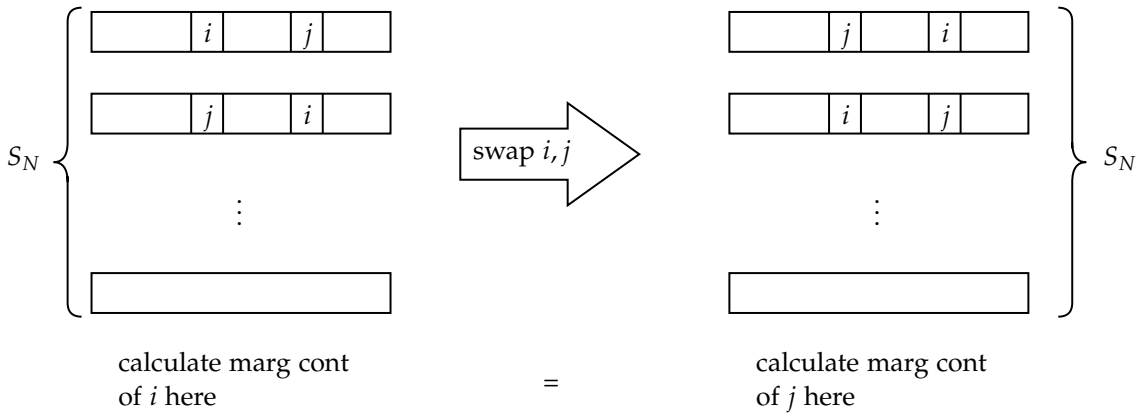 i j j i
j i i j
S_N swap i, j S_N
⋮ ⋮
calculate marg cont calculate marg cont
of i here = of j here